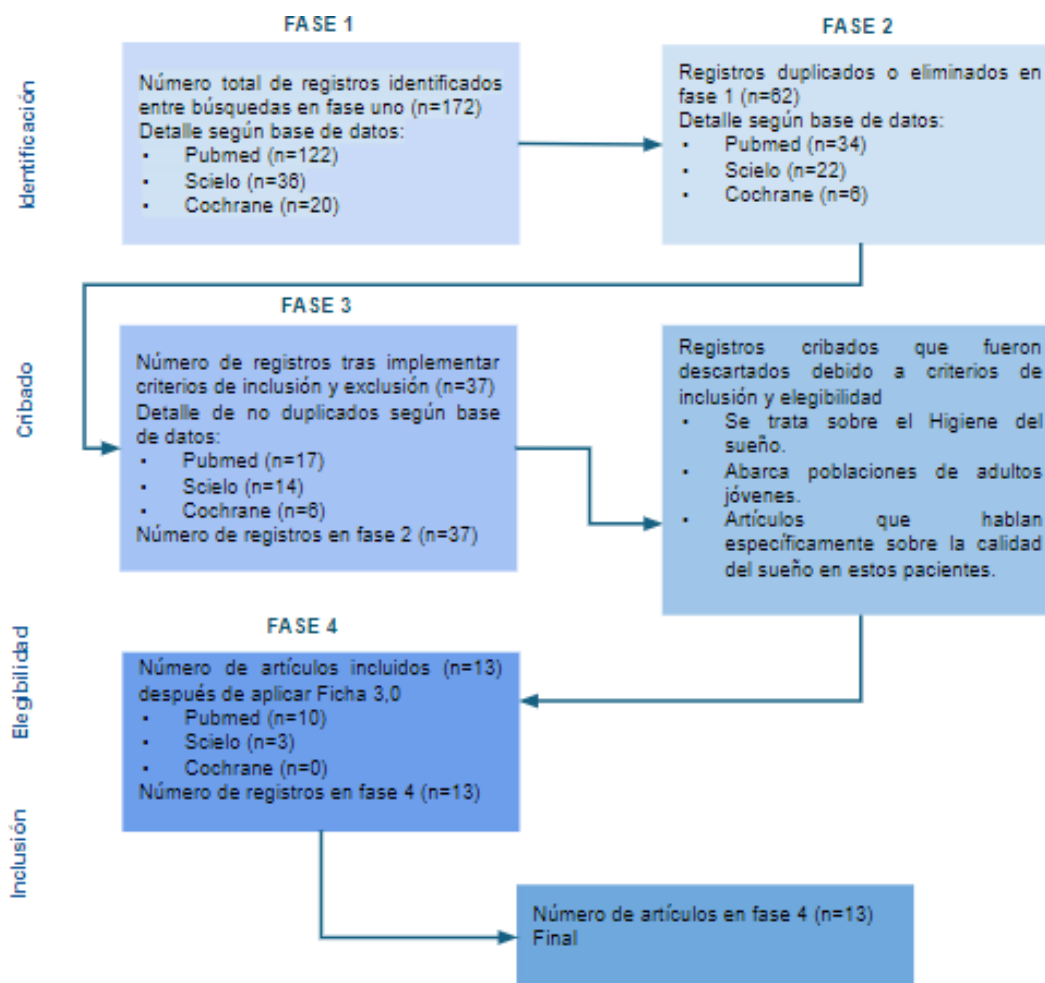 FASE 1
FASE 2
Identificación
Número total de registros identificados
entre búsquedas en fase uno (n=172)
Detalle según base de datos:
• Pubmed (n=122)
• Scielo (n=36)
• Cochrane (n=20)
Registros duplicados o eliminados en
fase 1 (n=62)
Detalle según base de datos:
• Pubmed (n=34)
• Scielo (n=22)
• Cochrane (n=6)
FASE 3
Cribado
Número de registros tras implementar
criterios de inclusión y exclusión (n=37)
Detalle de no duplicados según base
de datos:
• Pubmed (n=17)
• Scielo (n=14)
• Cochrane (n=6)
Número de registros en fase 2 (n=37)
Registros cribados que fueron
descartados debido a criterios de
inclusión y elegibilidad
• Se trata sobre el Higiene del
sueño.
• Abarca poblaciones de adultos
jóvenes.
• Artículos que hablan
específicamente sobre la calidad
del sueño en estos pacientes.
FASE 4
Elegibilidad
Número de artículos incluidos (n=13)
después de aplicar Ficha 3,0
• Pubmed (n=10)
• Scielo (n=3)
• Cochrane (n=0)
Número de registros en fase 4 (n=13)
Inclusión
Número de artículos en fase 4 (n=13)
Final